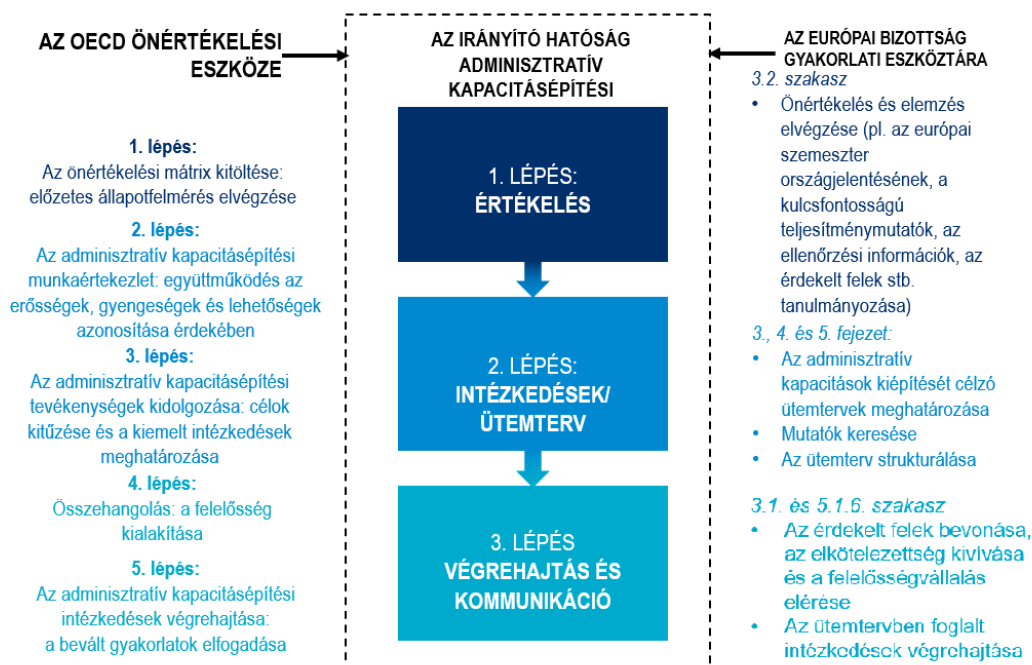 AZ OECD ÖNÉRTÉKELÉSI
ESZKÖZE
1. lépés:
Az önértékelési mátrix kitöltése:
előzetes állapotfelmérés elvégzése
2. lépés:
Az adminisztratív kapacitásépítési
munkaértekezlet: együttműködés az
erősségek, gyengeségek és lehetőségek
azonosítása érdekében
3. lépés:
Az adminisztratív kapacitásépítési
tevékenységek kidolgozása: célok
kitűzése és a kiemelt intézkedések
meghatározása
4. lépés:
Összehangolás: a felelősség
kialakítása
5. lépés:
Az adminisztratív kapacitásépítési
intézkedések végrehajtása:
a bevált gyakorlatok elfogadása
AZ IRÁNYÍTÓ HATÓSÁG
ADMINISZTRATÍV
KAPACITÁSÉPÍTÉSI
1. LÉPÉS:
ÉRTÉKELÉS
2. LÉPÉS:
INTÉZKEDÉSEK/
ÜTEMTERV
3. LÉPÉS
VÉGREHAJTÁS ÉS
KOMMUNIKÁCIÓ
AZ EURÓPAI BIZOTTSÁG
GYAKORLATI ESZKÖZTÁRA
3.2. szakasz
• Önértékelés és elemzés
elvégzése (pl. az európai
szemeszter
országjelentésének, a
kulcsfontosságú
teljesítménymutatók, az
ellenőrzési információk, az
érdekelt felek stb.
tanulmányozása)
3., 4. és 5. fejezet:
• Az adminisztratív
kapacitások kiépítését célzó
ütemtervek meghatározása
• Mutatók keresése
• Az ütemterv strukturálása
3.1. és 5.1.6. szakasz
• Az érdekelt felek bevonása,
az elkötelezettség kivívása
és a felelősségvállalás
elérése
• Az ütemtervben foglalt
intézkedések végrehajtása